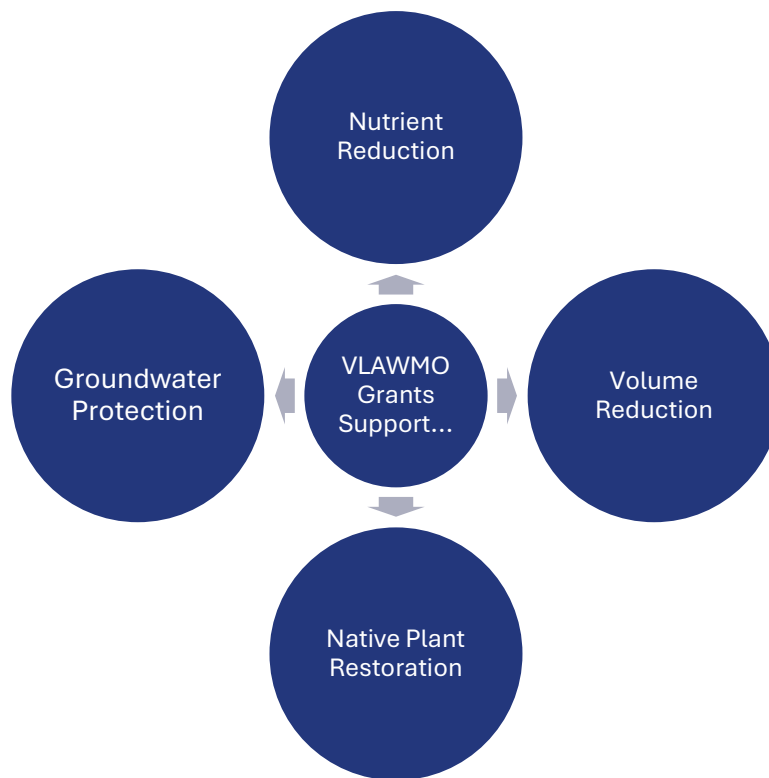 Nutrient
Reduction
Groundwater
Protection
VLAWMO
Grants
Support...
Volume
Reduction
Native Plant
Restoration